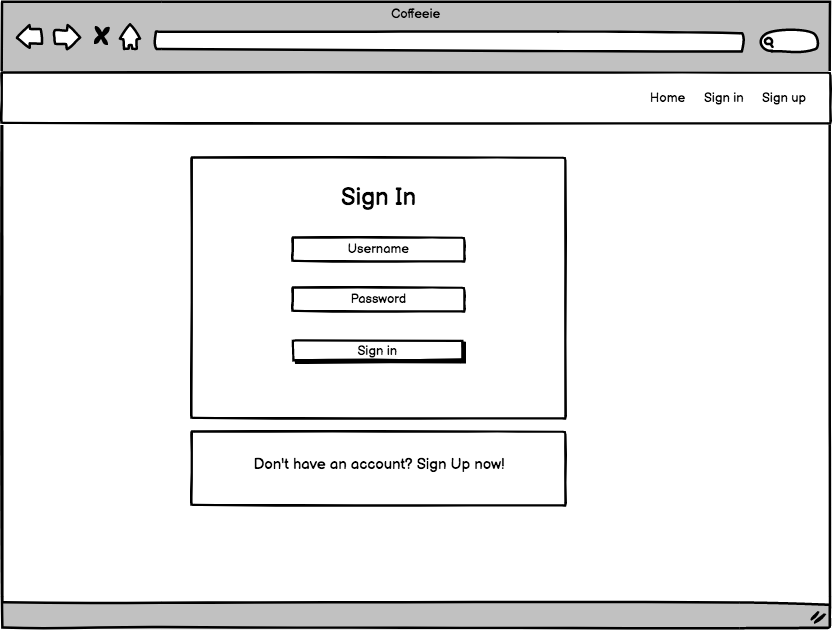 Coffeeie
Home Sign in Sign up
Sign In
Username
Password
Sign in
Don't have an account? Sign Up now!